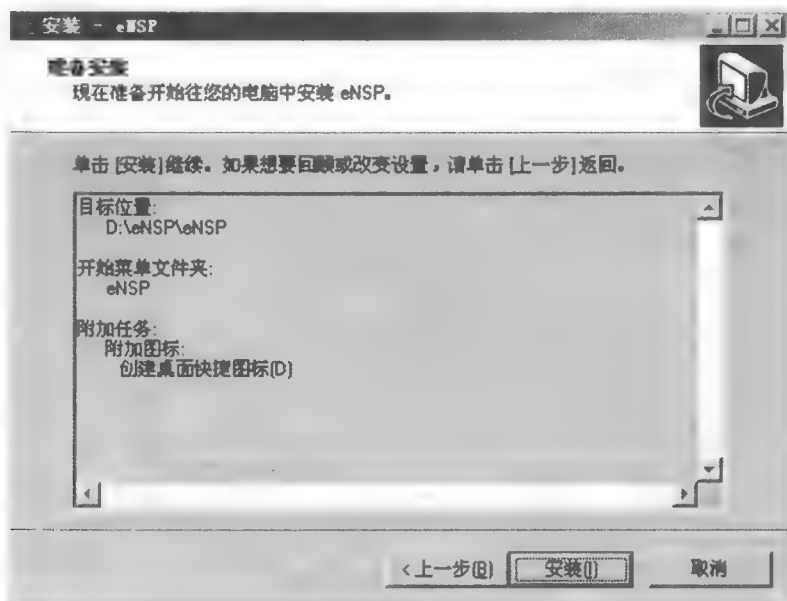 安装 - eNSP
准备安装
现在准备开始往您的电脑中安装 eNSP。
单击 [安装]继续。如果想要回顾或改变设置，请单击 [上一步]返回。
目标位置:
D:\eNSP\eNSP
开始菜单文件夹:
eNSP
附加任务:
附加图标:
创建桌面快捷图标(D)
<上一步(B)
安装(I)
取消